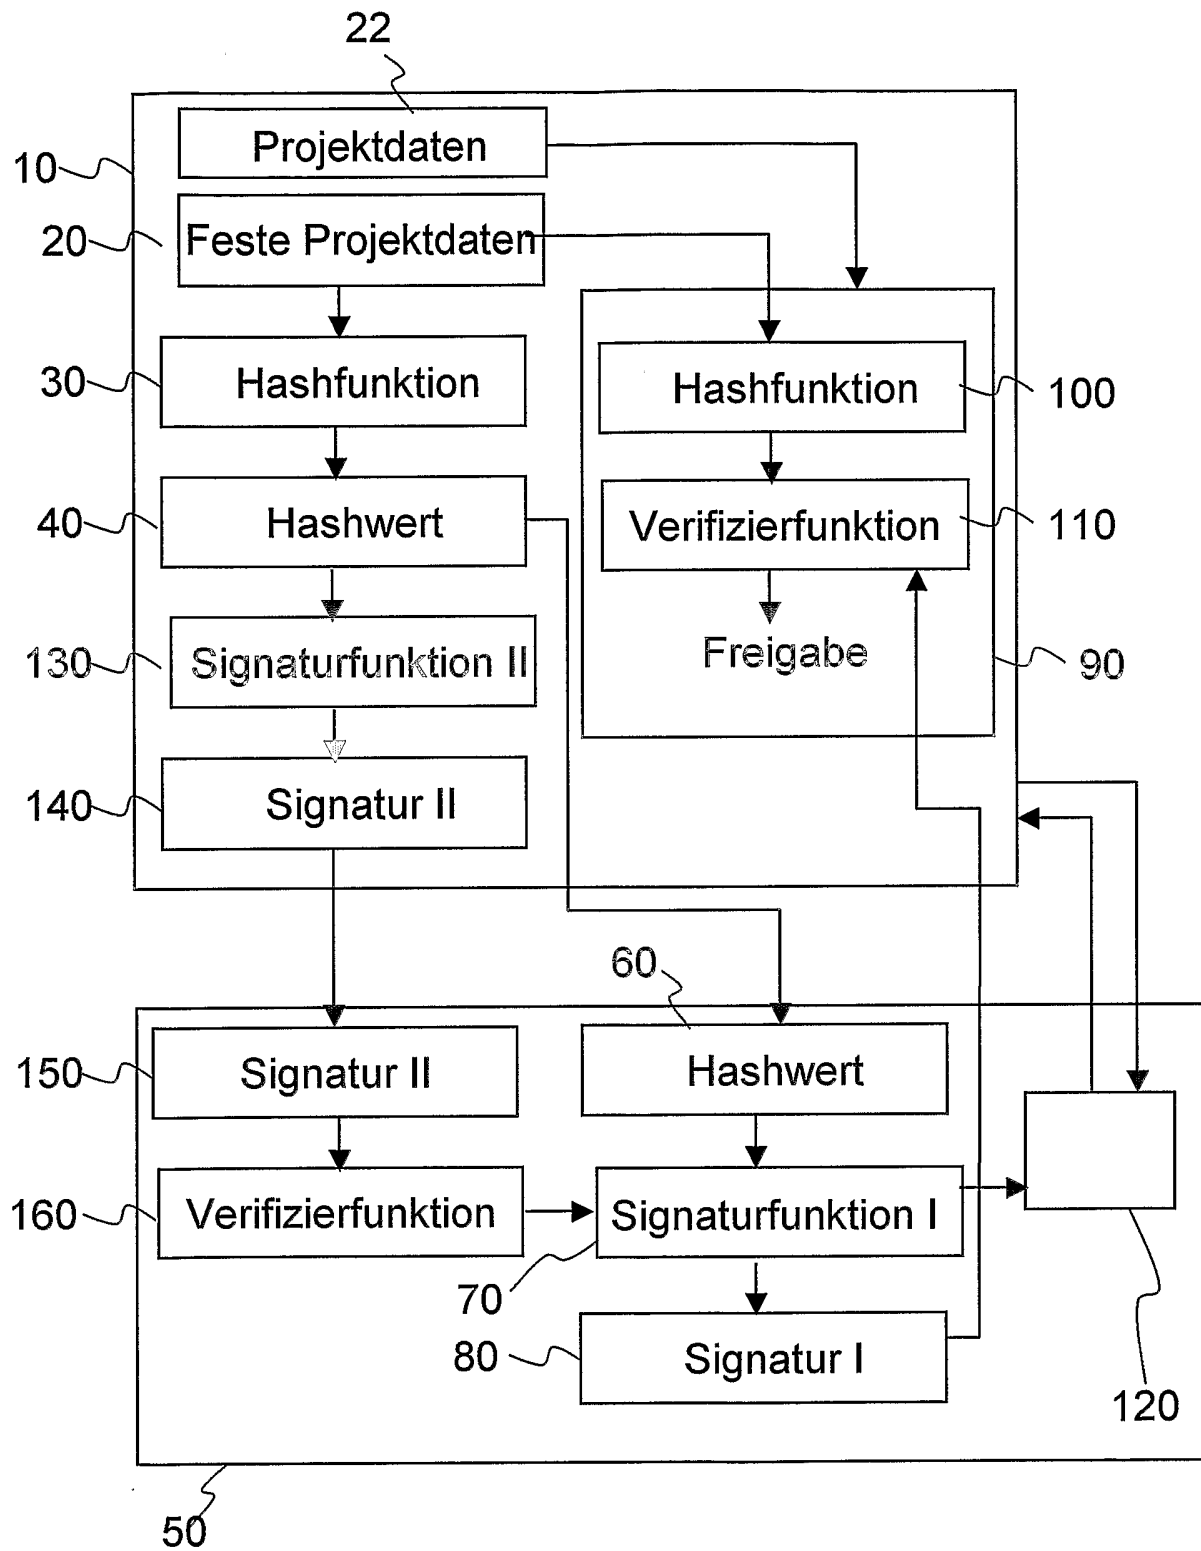 22
Projektdaten
10
20
Feste Projektdaten
30
Hashfunktion
Hashfunktion
100
40
Hashwert
Verifizierfunktion
110
130
Signaturfunktion II
Freigabe
90
140
Signatur II
60
150
Signatur II
Hashwert
160
Verifizierfunktion
Signaturfunktion I
70
80
Signatur I
120
50